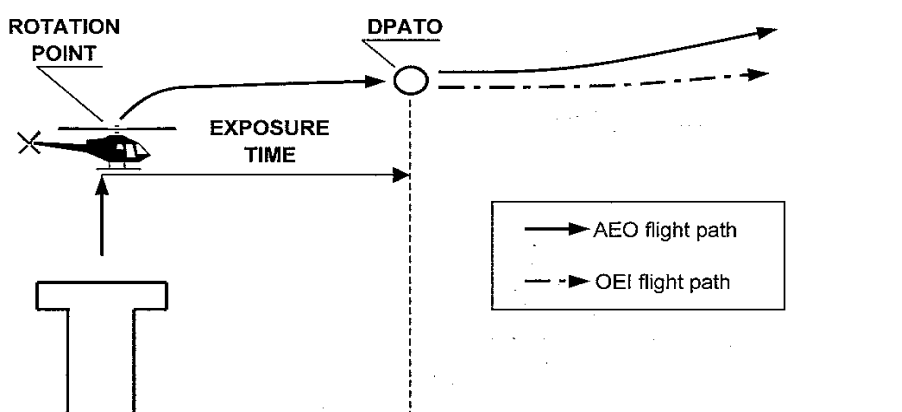 ROTATION
POINT
DPATO
EXPOSURE
TIME
AEO flight path
OEI flight path